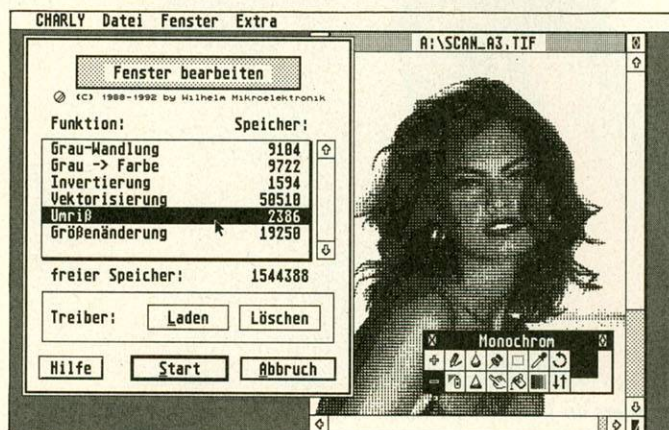 CHARLY Datei Fenster Extra
Fenster bearbeiten
(C) 1988-1992 by Wilhelm Mikroelektronik
Funktion: Speicher:
Grau-Wandlung 9104
Grau -> Farbe 9722
Invertierung 1594
Vektorisierung 50510
Umriß 2386
Größenänderung 19250
freier Speicher: 1544388
Treiber: Laden Löschen
Hilfe Start Abbruch
A:\SCAN_A3.TIF
Monochrom